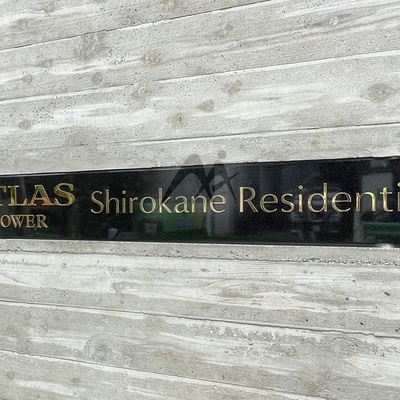 TLAS
OWER
Shirokane Residenti